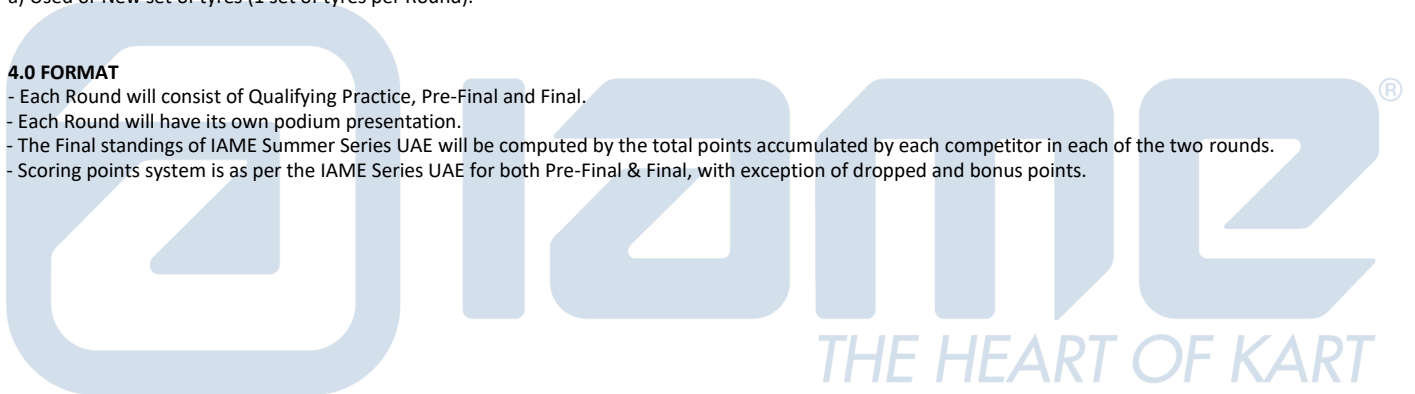 a) Used or New set of tyres (1 set of tyres per Round).
4.0 FORMAT
- Each Round will consist of Qualifying Practice, Pre-Final and Final.
- Each Round will have its own podium presentation.
- The Final standings of IAME Summer Series UAE will be computed by the total points accumulated by each competitor in each of the two rounds.
- Scoring points system is as per the IAME Series UAE for both Pre-Final & Final, with exception of dropped and bonus points.
iame®
THE HEART OF KART